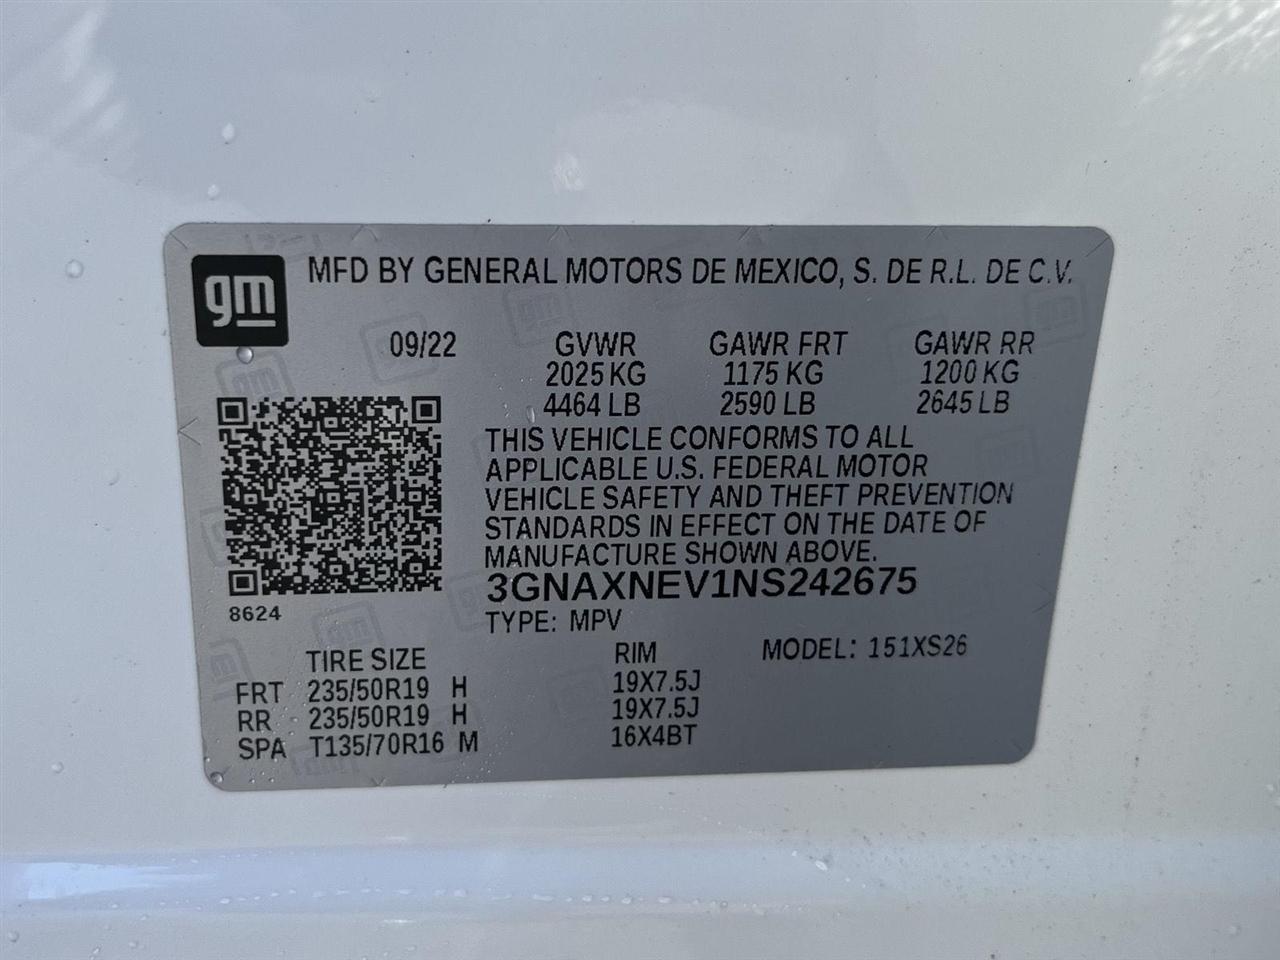 gm
MFD BY GENERAL MOTORS DE MEXICO, S. DE R.L. DE C.V.
09/22 GVWR GAWR FRT GAWR RR
2025 KG 1175 KG 1200 KG
4464 LB 2590 LB 2645 LB
THIS VEHICLE CONFORMS TO ALL
APPLICABLE U.S. FEDERAL MOTOR
VEHICLE SAFETY AND THEFT PREVENTION
STANDARDS IN EFFECT ON THE DATE OF
MANUFACTURE SHOWN ABOVE.
3GNAXNEV1NS242675
8624
TYPE: MPV
TIRE SIZE RIM MODEL: 151XS26
FRT 235/50R19 H 19X7.5J
RR 235/50R19 H 19X7.5J
SPA T135/70R16 M 16X4BT